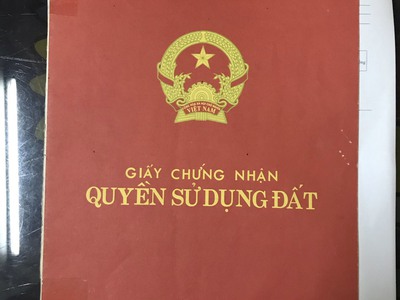 VIỆT NAM
GIẤY CHỨNG NHẬN
QUYỀN SỬ DỤNG ĐẤT